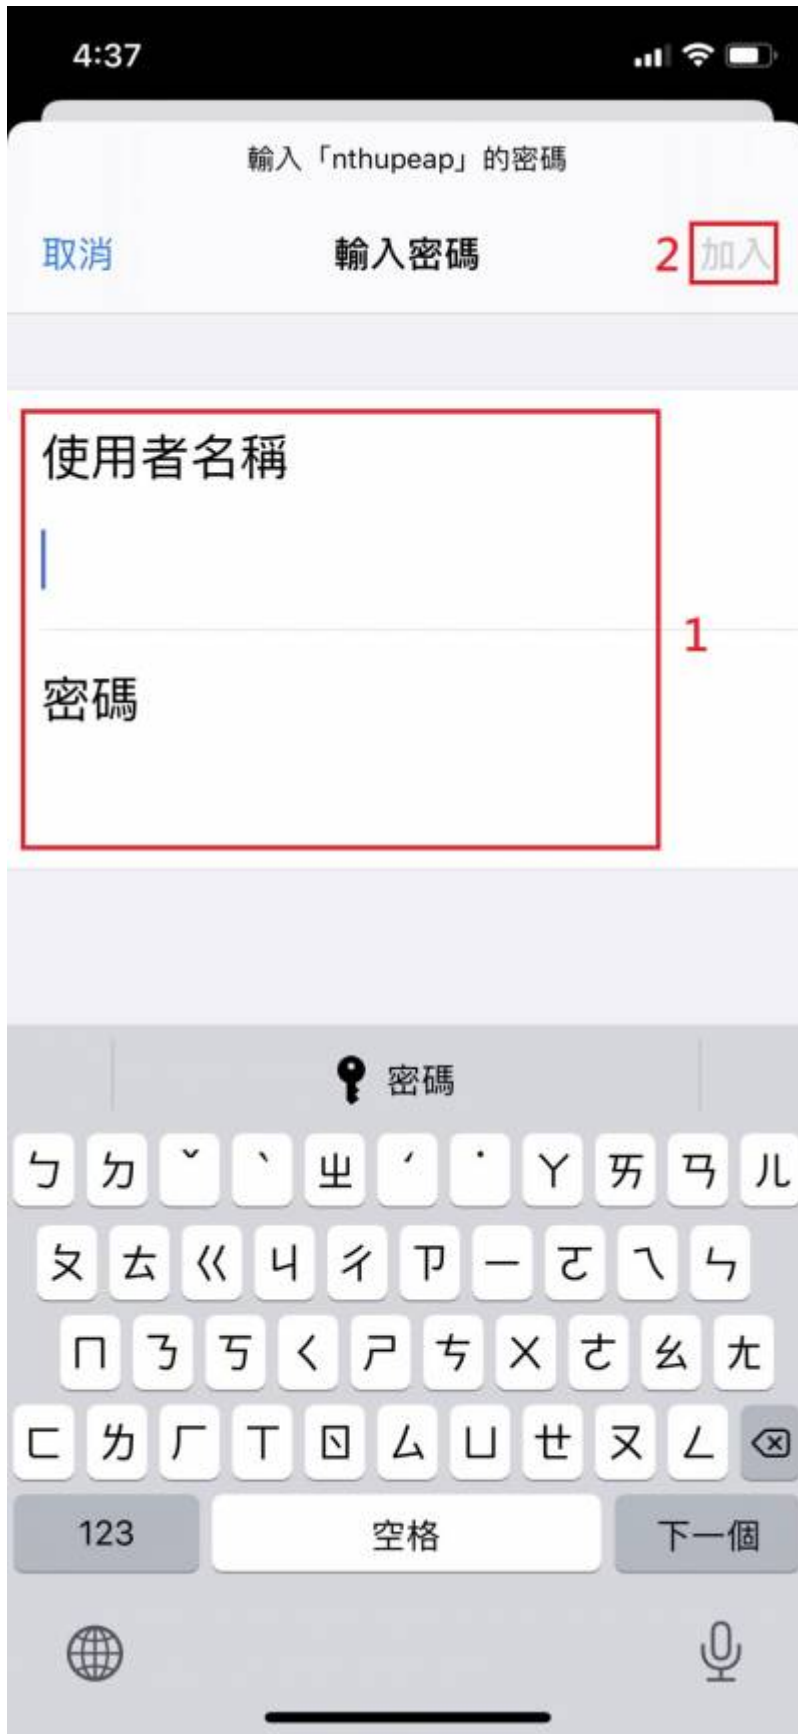 4:37
輸入「nthupeap」的密碼
取消 輸入密碼 2 加入
使用者名稱
1
密碼
密碼
ㄅ ㄉ ˇ ˋ ㄓ ˊ ˙ ㄚ ㄞ ㄢ ㄦ
ㄆ ㄊ ㄍ ㄐ ㄔ ㄗ ㄧ ㄛ ㄟ ㄣ
ㄇ ㄋ ㄎ ㄑ ㄕ ㄘ ㄨ ㄜ ㄠ ㄤ
ㄈ ㄌ ㄏ ㄒ ㄖ ㄙ ㄩ ㄝ ㄡ ㄥ
123 空格 下一個